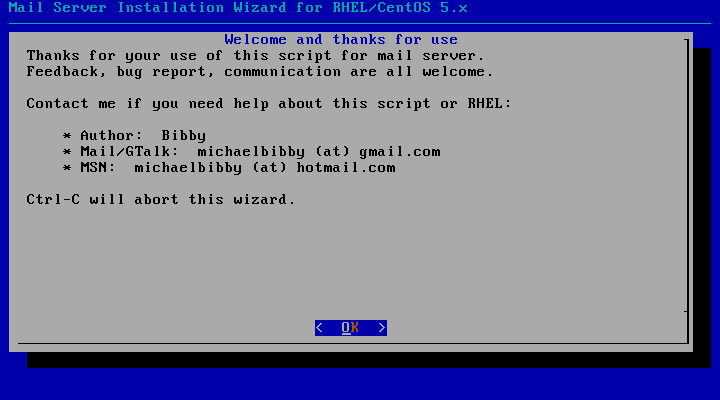 Mail Server Installation Wizard for RHEL/CentOS 5.x
Welcome and thanks for use
Thanks for your use of this script for mail server.
Feedback, bug report, communication are all welcome.
Contact me if you need help about this script or RHEL:
* Author:  Bibby
* Mail/GTalk:  michaelbibby (at) gmail.com
* MSN:  michaelbibby (at) hotmail.com
Ctrl-C will abort this wizard.
<  OK  >